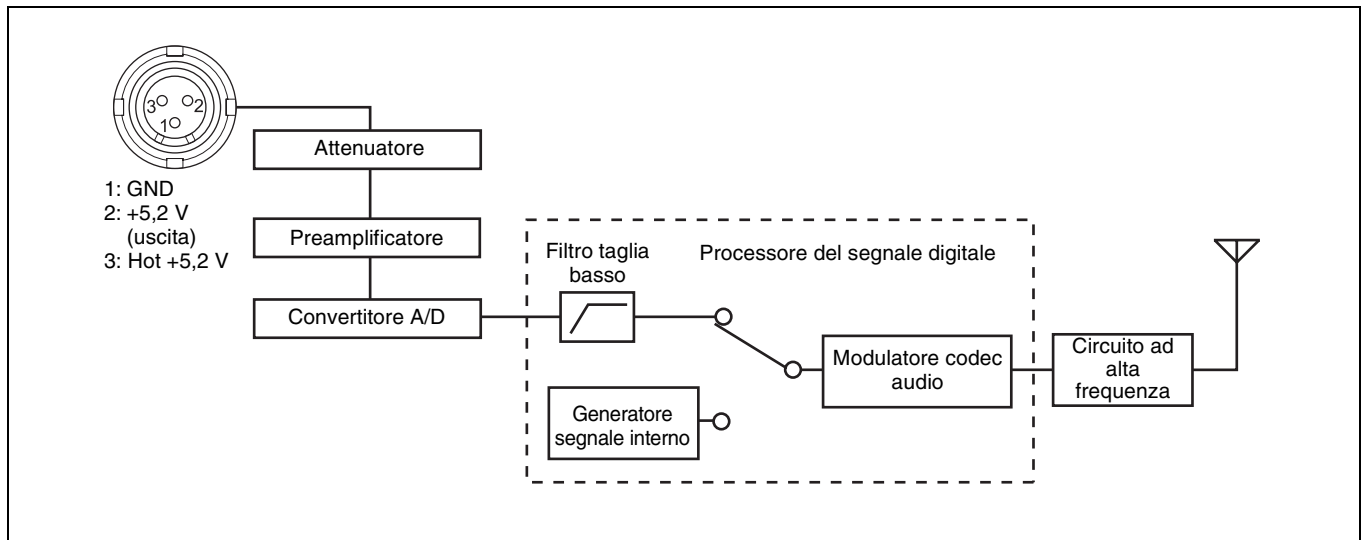 3 2
1
1: GND
2: +5,2 V
(uscita)
3: Hot +5,2 V
Attenuatore
Preamplificatore
Convertitore A/D
Filtro taglia
basso
Processore del segnale digitale
Generatore
segnale interno
Modulatore codec
audio
Circuito ad
alta
frequenza